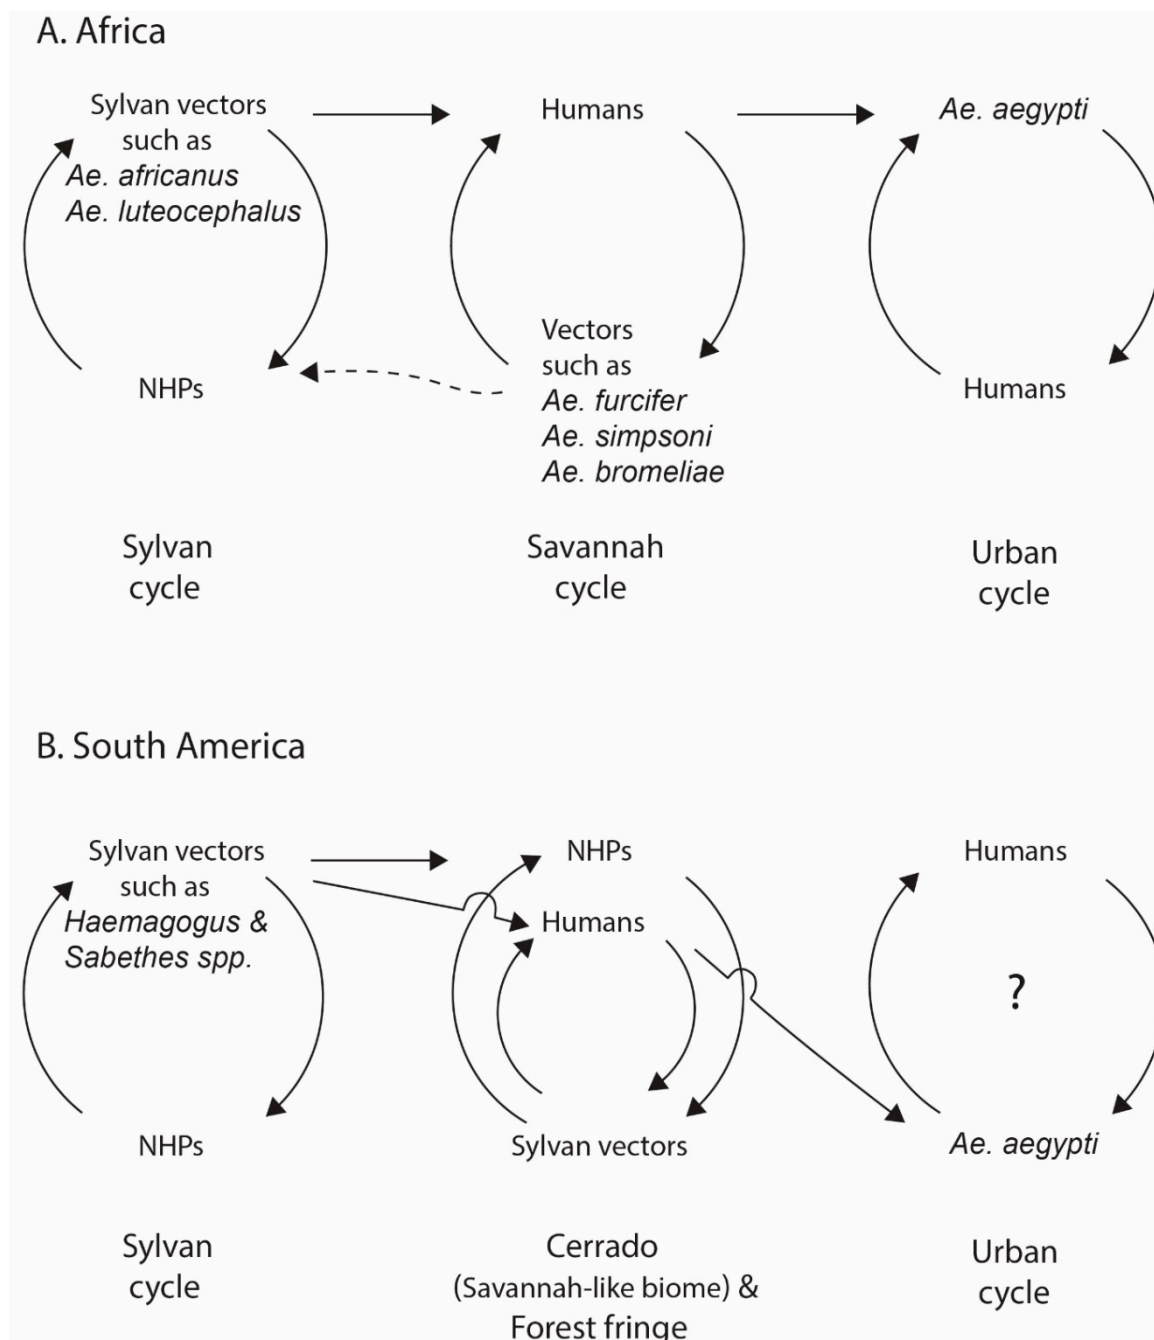 A. Africa
Sylvan vectors
such as
Ae. africanus
Ae. luteocephalus
NHPs
Sylvan
cycle
Humans
Vectors
such as
Ae. furcifer
Ae. simpsoni
Ae. bromeliae
Savannah
cycle
Ae. aegypti
Humans
Urban
cycle
B. South America
Sylvan vectors
such as
Haemagogus &
Sabethes spp.
NHPs
Sylvan
cycle
NHPs
Humans
Sylvan vectors
Cerrado
(Savannah-like biome) &
Forest fringe
Humans
?
Ae. aegypti
Urban
cycle